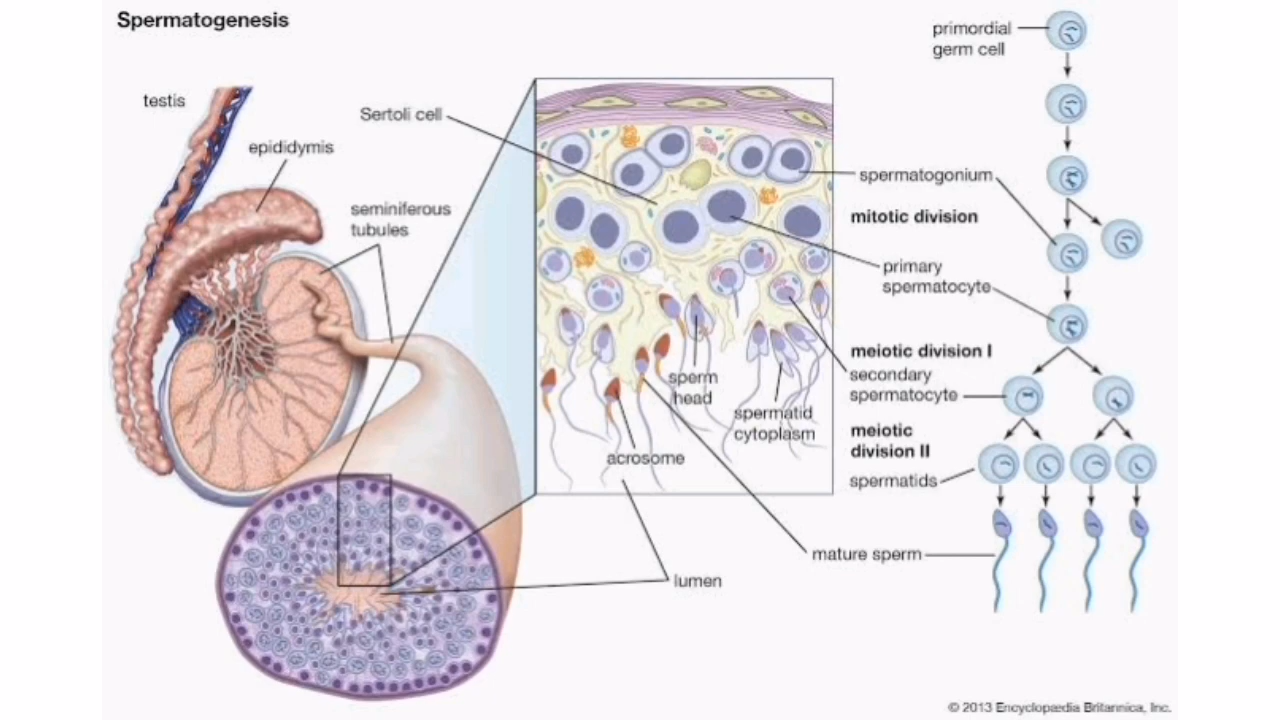 Spermatogenesis
testis
epididymis
seminiferous
tubules
Sertoli cell
sperm
head
spermatid
cytoplasm
acrosome
lumen
primordial
germ cell
spermatogonium
mitotic division
primary
spermatocyte
meiotic division I
secondary
spermatocyte
meiotic
division II
spermatids
mature sperm
© 2013 Encyclopædia Britannica, Inc.